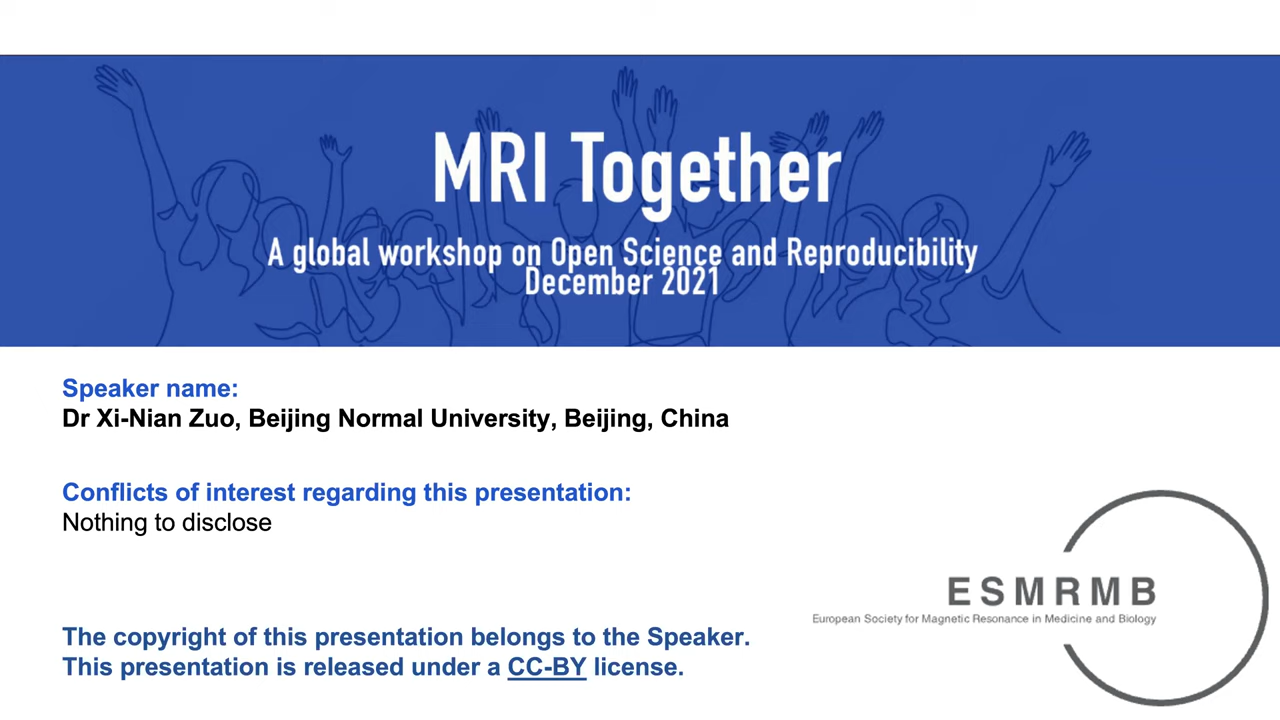 MRI Together
A global workshop on Open Science and Reproducibility
December 2021
Speaker name:
Dr Xi-Nian Zuo, Beijing Normal University, Beijing, China
Conflicts of interest regarding this presentation:
Nothing to disclose
ESMRMB
European Society for Magnetic Resonance in Medicine and Biology
The copyright of this presentation belongs to the Speaker.
This presentation is released under a CC-BY license.